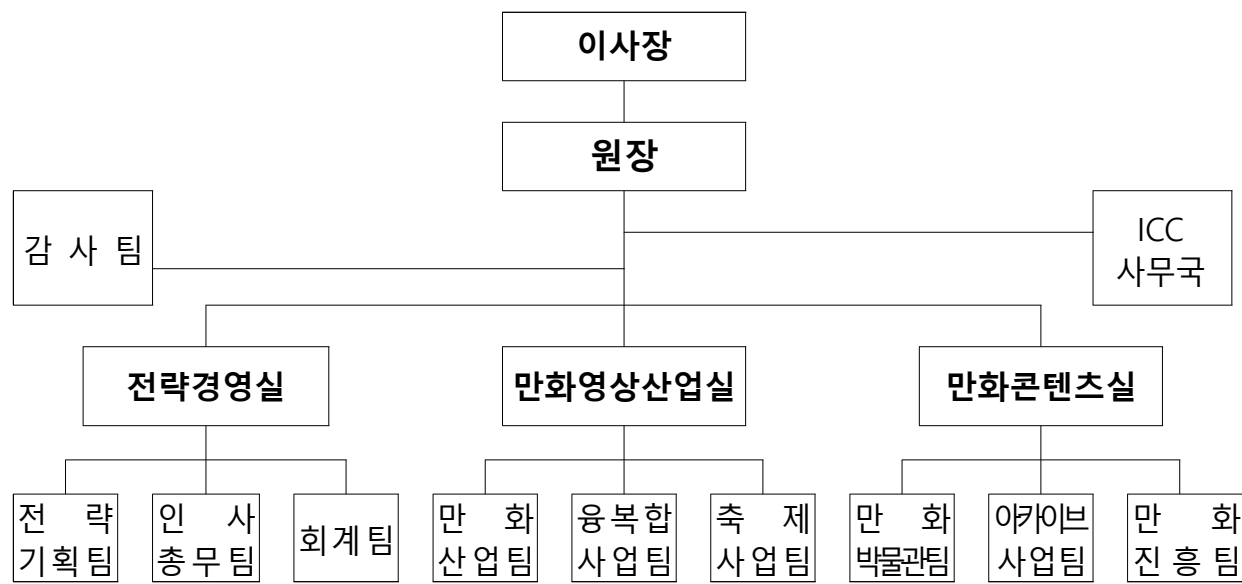 이사장
원장
감 사 팀
ICC
사무국
전략경영실
만화영상산업실
만화콘텐츠실
전 략
기획팀
인 사
총무팀
회계팀
만 화
산업팀
융복합
사업팀
축 제
사업팀
만 화
박물관팀
아카이브
사업팀
만 화
진흥팀